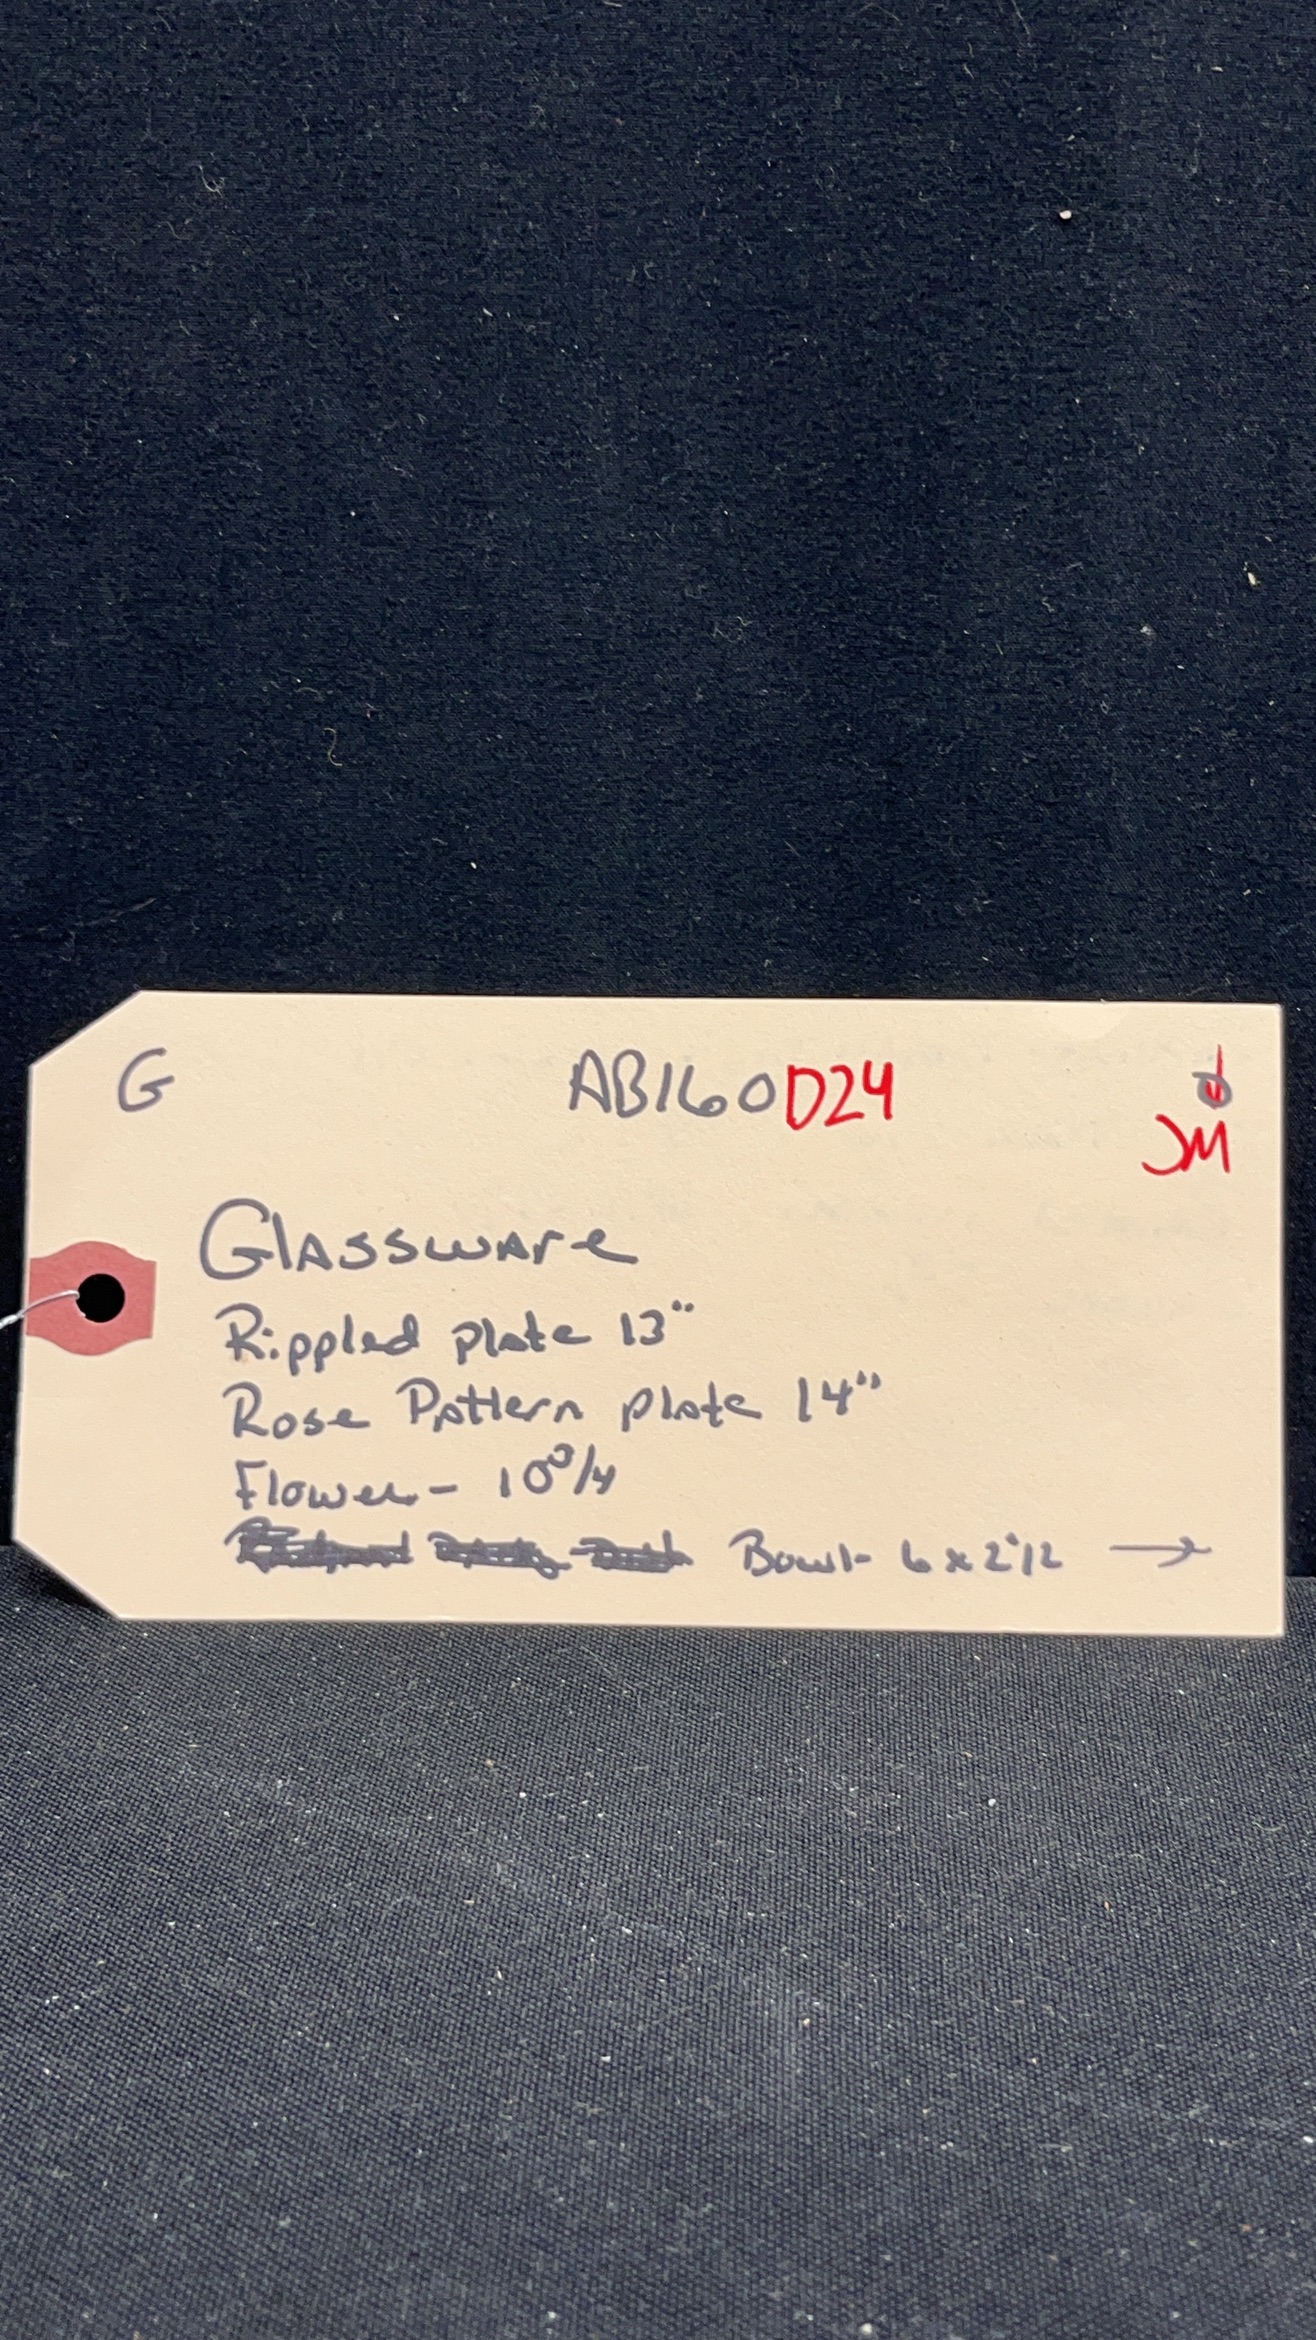 G AB160D24
JM
Glassware
Rippled plate 13"
Rose Pattern plate 14"
Flower - 10 3/4
Bowl - 6 x 2 1/2 →